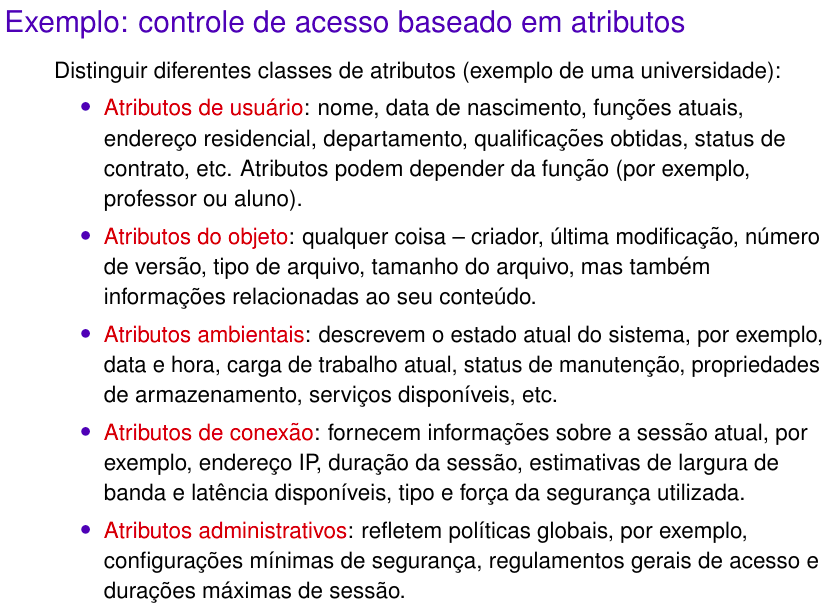 Exemplo: controle de acesso baseado em atributos
Distinguir diferentes classes de atributos (exemplo de uma universidade):
• Atributos de usuário: nome, data de nascimento, funções atuais,
endereço residencial, departamento, qualificações obtidas, status de
contrato, etc. Atributos podem depender da função (por exemplo,
professor ou aluno).
• Atributos do objeto: qualquer coisa – criador, última modificação, número
de versão, tipo de arquivo, tamanho do arquivo, mas também
informações relacionadas ao seu conteúdo.
• Atributos ambientais: descrevem o estado atual do sistema, por exemplo,
data e hora, carga de trabalho atual, status de manutenção, propriedades
de armazenamento, serviços disponíveis, etc.
• Atributos de conexão: fornecem informações sobre a sessão atual, por
exemplo, endereço IP, duração da sessão, estimativas de largura de
banda e latência disponíveis, tipo e força da segurança utilizada.
• Atributos administrativos: refletem políticas globais, por exemplo,
configurações mínimas de segurança, regulamentos gerais de acesso e
durações máximas de sessão.